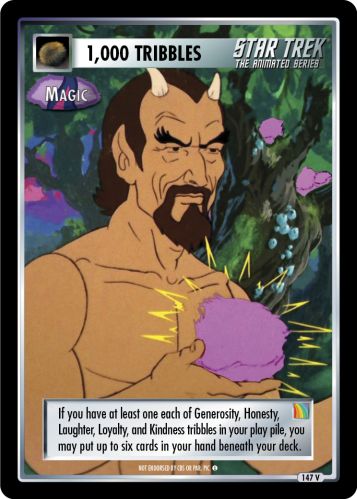 1,000 TRIBBLES
STAR TREK
THE ANIMATED SERIES
MAGIC
If you have at least one each of Generosity, Honesty,
Laughter, Loyalty, and Kindness tribbles in your play pile, you
may put up to six cards in your hand beneath your deck.
NOT ENDORSED BY CBS OR PAR. PIC
147 V